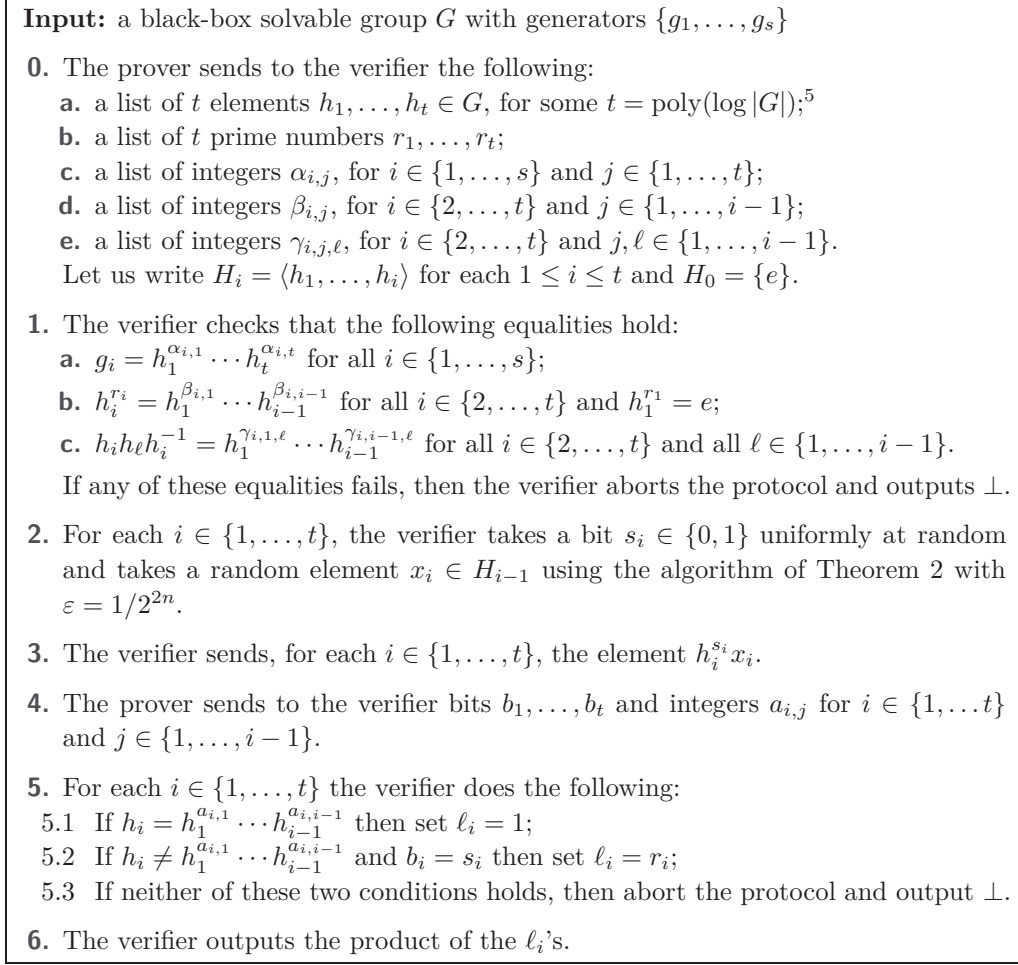 Input: a black-box solvable group G with generators {g₁, . . . , gₛ}
0. The prover sends to the verifier the following:
a. a list of t elements h₁, . . . , hₜ ∈ G, for some t = poly(log |G|);⁵
b. a list of t prime numbers r₁, . . . , rₜ;
c. a list of integers α_{i,j}, for i ∈ {1, . . . , s} and j ∈ {1, . . . , t};
d. a list of integers β_{i,j}, for i ∈ {2, . . . , t} and j ∈ {1, . . . , i − 1};
e. a list of integers γ_{i,j,ℓ}, for i ∈ {2, . . . , t} and j, ℓ ∈ {1, . . . , i − 1}.
Let us write H_i = ⟨h₁, . . . , h_i⟩ for each 1 ≤ i ≤ t and H₀ = {e}.
1. The verifier checks that the following equalities hold:
a. g_i = h_1^{α_{i,1}} · · · h_t^{α_{i,t}} for all i ∈ {1, . . . , s};
b. h_i^{r_i} = h_1^{β_{i,1}} · · · h_{i−1}^{β_{i,i−1}} for all i ∈ {2, . . . , t} and h_1^{r_1} = e;
c. h_i h_ℓ h_i^{−1} = h_1^{γ_{i,1,ℓ}} · · · h_{i−1}^{γ_{i,i−1,ℓ}} for all i ∈ {2, . . . , t} and all ℓ ∈ {1, . . . , i − 1}.
If any of these equalities fails, then the verifier aborts the protocol and outputs ⊥.
2. For each i ∈ {1, . . . , t}, the verifier takes a bit s_i ∈ {0, 1} uniformly at random
and takes a random element x_i ∈ H_{i−1} using the algorithm of Theorem 2 with
ε = 1/2^{2n}.
3. The verifier sends, for each i ∈ {1, . . . , t}, the element h_i^{s_i} x_i.
4. The prover sends to the verifier bits b₁, . . . , bₜ and integers a_{i,j} for i ∈ {1, . . . t}
and j ∈ {1, . . . , i − 1}.
5. For each i ∈ {1, . . . , t} the verifier does the following:
5.1 If h_i = h_1^{a_{i,1}} · · · h_{i−1}^{a_{i,i−1}} then set ℓ_i = 1;
5.2 If h_i ≠ h_1^{a_{i,1}} · · · h_{i−1}^{a_{i,i−1}} and b_i = s_i then set ℓ_i = r_i;
5.3 If neither of these two conditions holds, then abort the protocol and output ⊥.
6. The verifier outputs the product of the ℓ_i's.